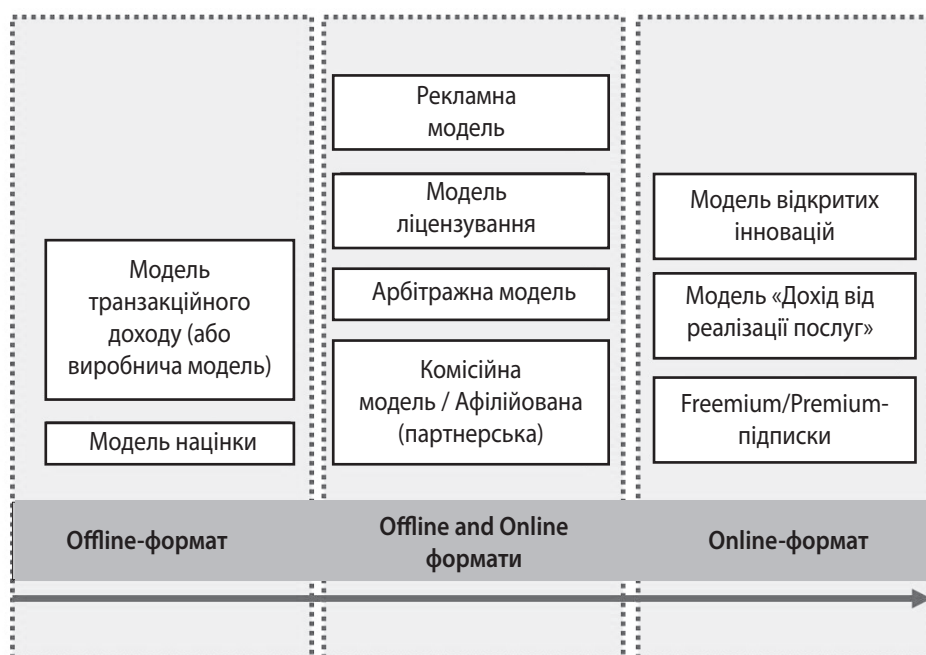 Модель
транзакційного
доходу (або
виробнича модель)
Модель націнки
Рекламна
модель
Модель
ліцензування
Арбітражна модель
Комісійна
модель / Афілійована
(партнерська)
Модель відкритих
інновацій
Модель «Дохід від
реалізації послуг»
Freemium/Premium-
підписки
Offline-формат
Offline and Online
формати
Online-формат